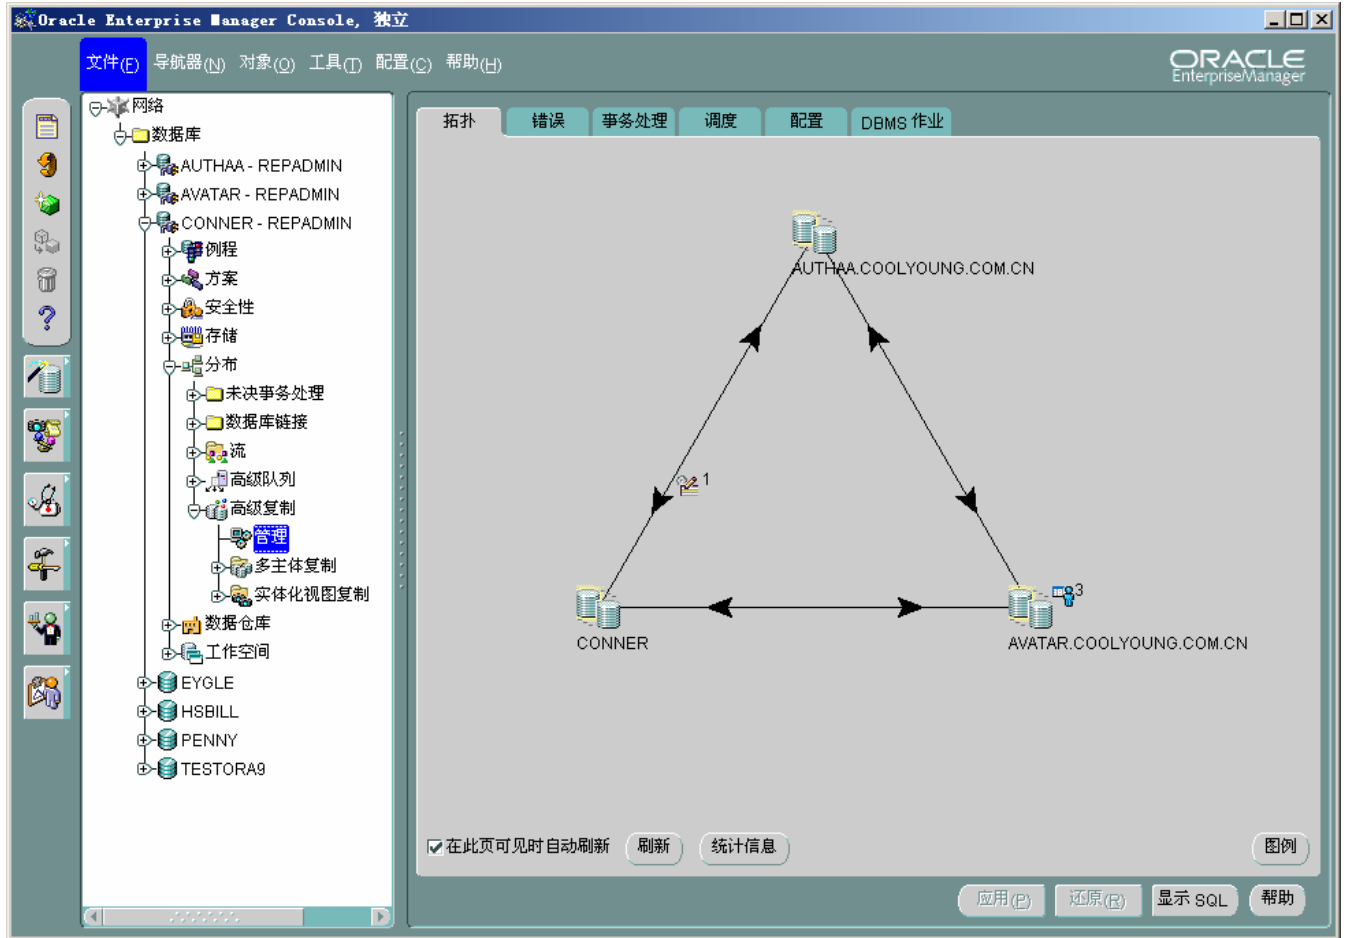 Oracle Enterprise Manager Console, 独立
文件(F) 导航器(N) 对象(O) 工具(T) 配置(C) 帮助(H)
ORACLE
EnterpriseManager
网络
数据库
AUTHAA - REPADMIN
AVATAR - REPADMIN
CONNER - REPADMIN
例程
方案
安全性
存储
分布
未决事务处理
数据库链接
流
高级队列
高级复制
管理
多主体复制
实体化视图复制
数据仓库
工作空间
EYGLE
HSBILL
PENNY
TESTORA9
拓扑 错误 事务处理 调度 配置 DBMS 作业
AUTHAA.COOLYOUNG.COM.CN
1
3
CONNER
AVATAR.COOLYOUNG.COM.CN
在此页可见时自动刷新 刷新 统计信息 图例
应用(P) 还原(R) 显示 SQL 帮助